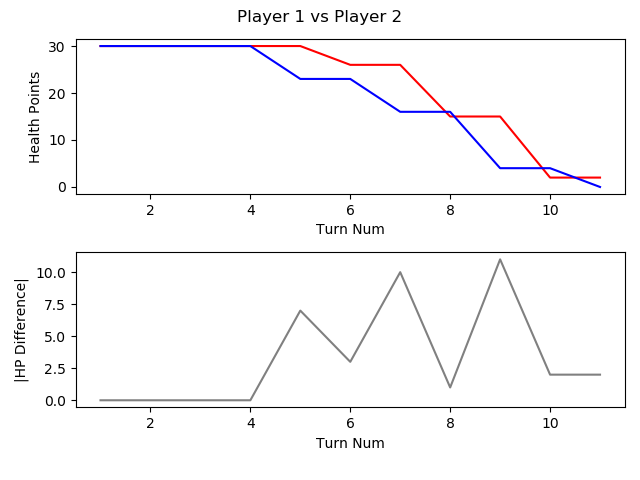 Player 1 vs Player 2
30
20
10
0
Health Points
2 4 6 8 10
Turn Num
10.0
7.5
5.0
2.5
0.0
|HP Difference|
2 4 6 8 10
Turn Num